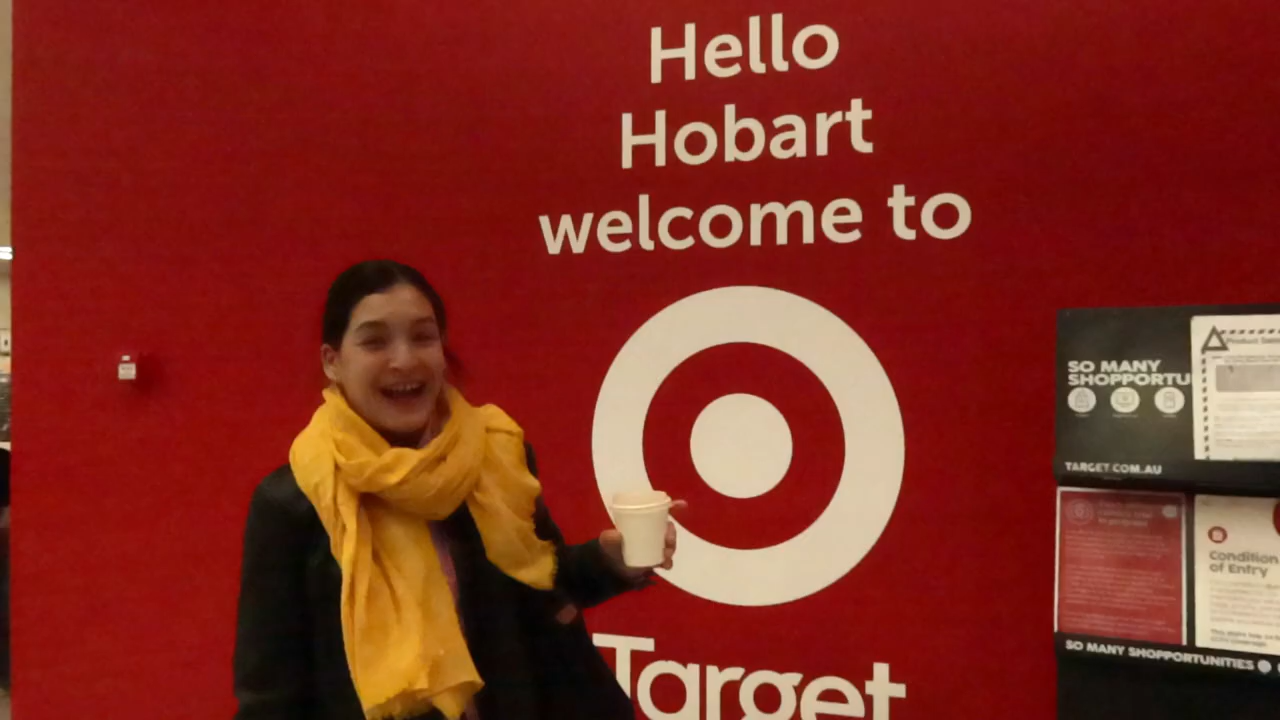 Hello
Hobart
welcome to
Target
SO MANY
SHOPPORTU
TARGET.COM.AU
Condition
of Entry
SO MANY SHOPPORTUNITIES